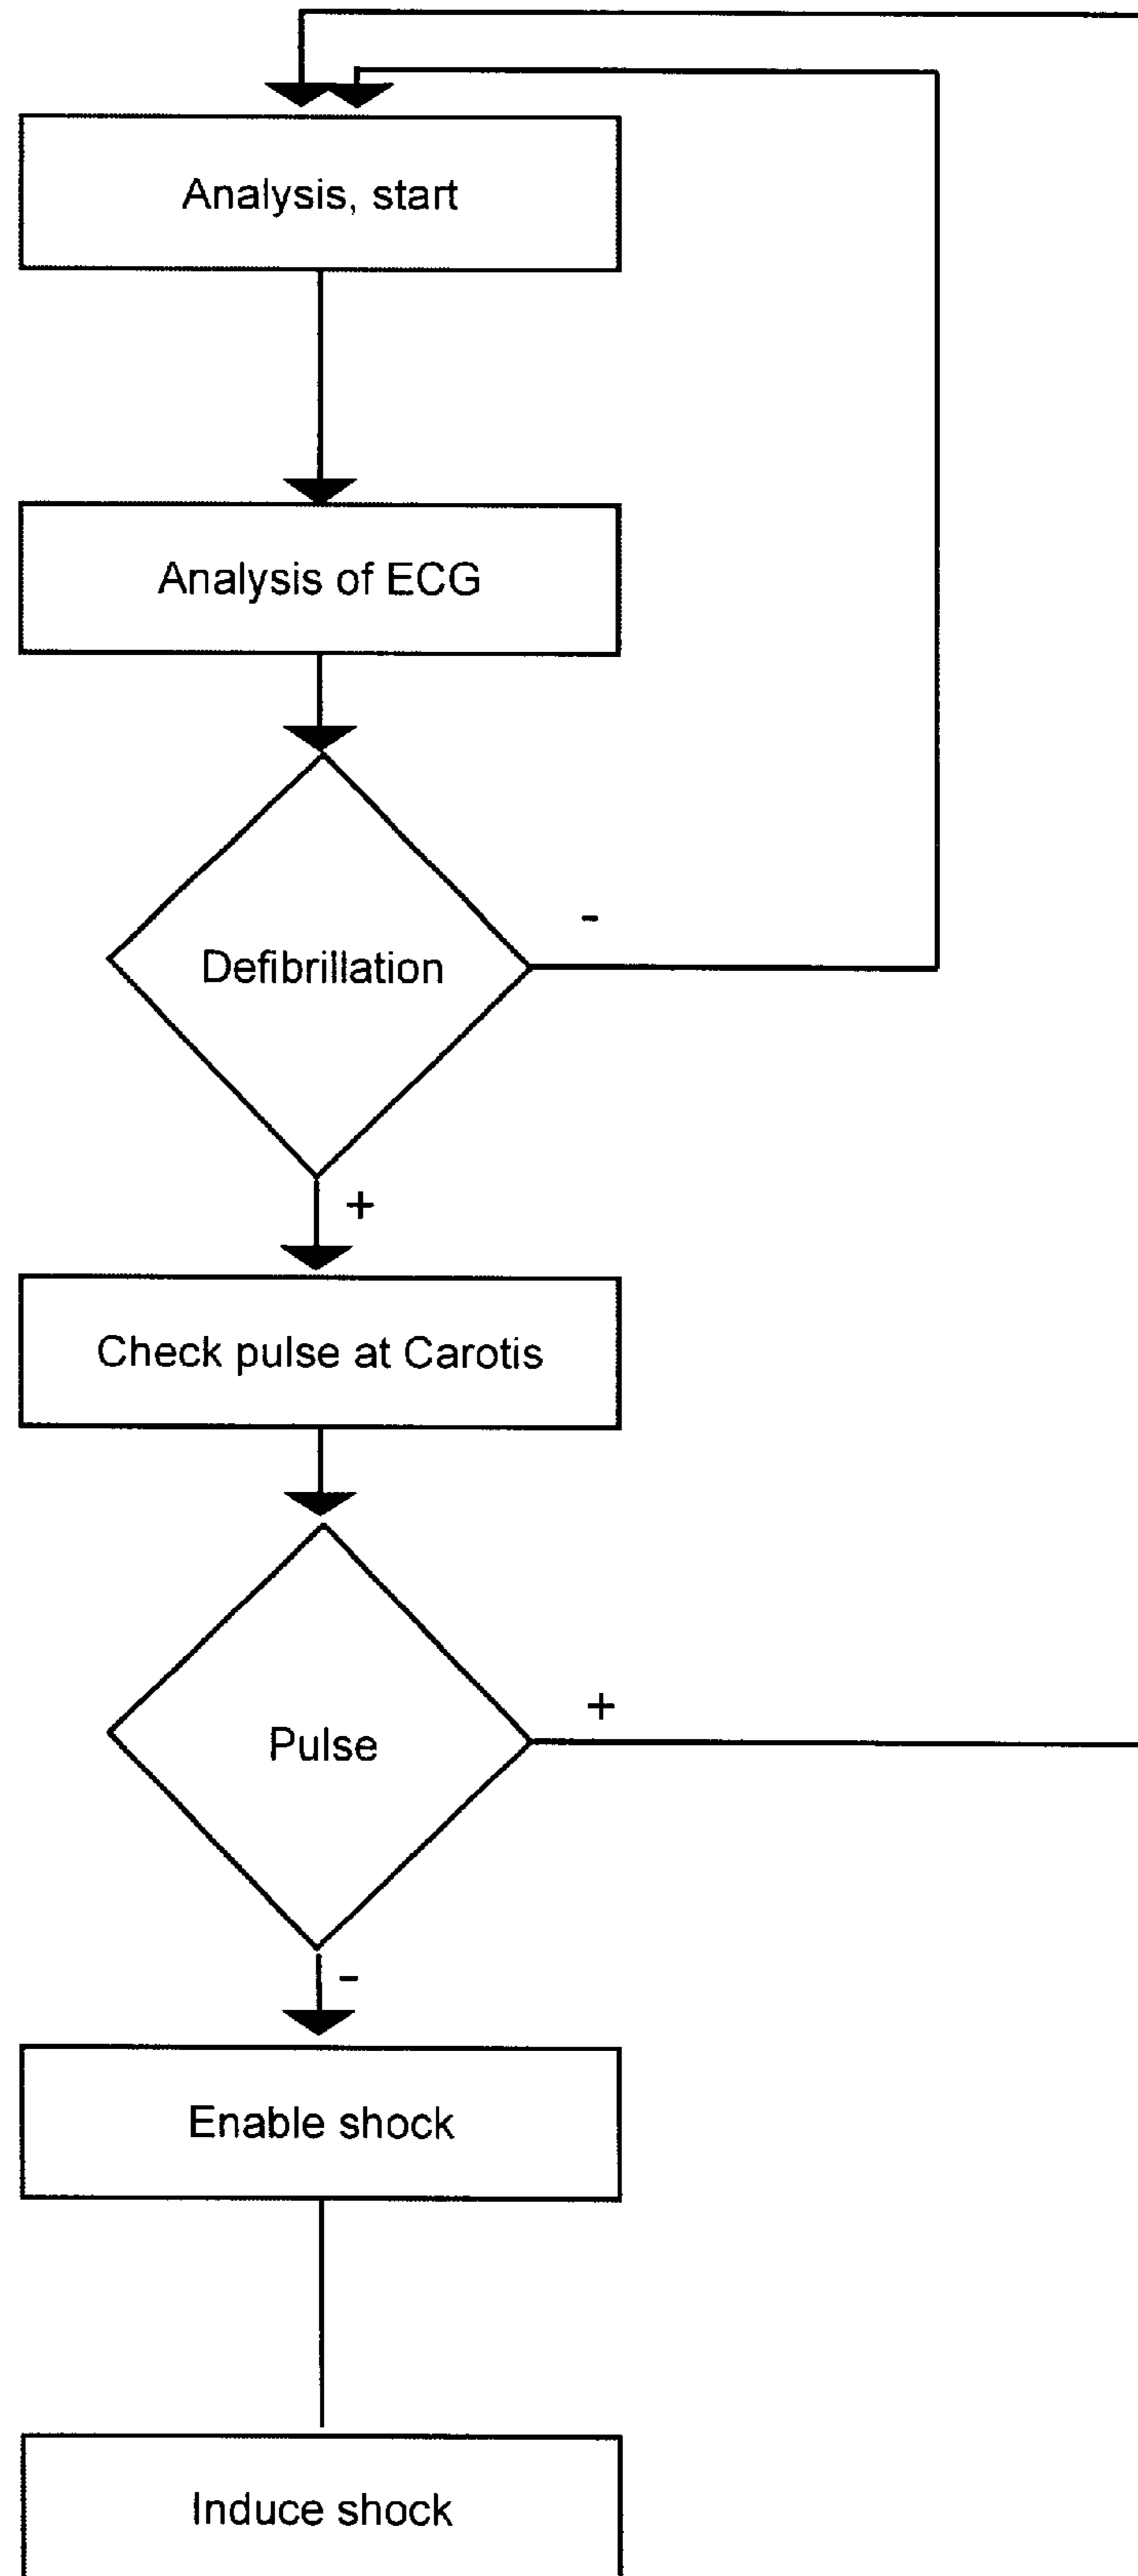 Analysis, start
Analysis of ECG
-
Defibrillation
+
Check pulse at Carotis
+
Pulse
-
Enable shock
Induce shock